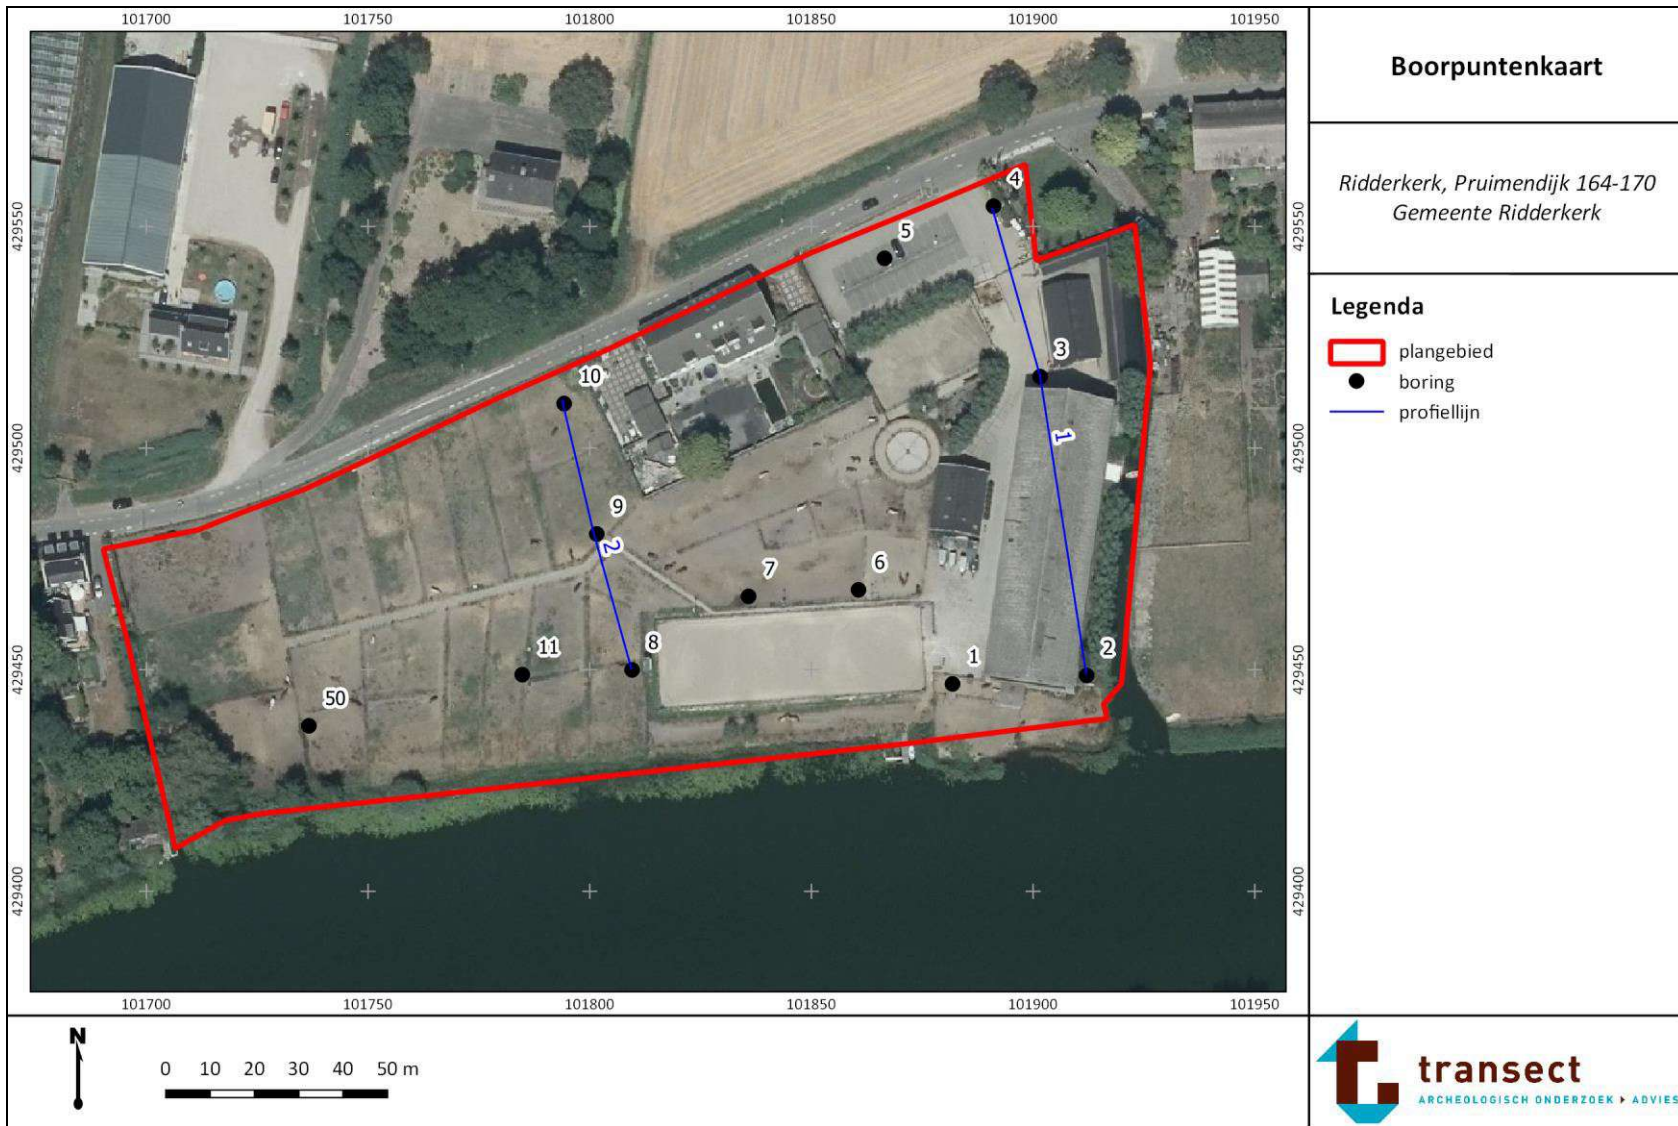 101700 101750 101800 101850 101900 101950
Boorpuntenkaart
Ridderkerk, Pruimendijk 164-170
Gemeente Ridderkerk
Legenda
plangebied
boring
profiellijn
429550
429500
429450
429400
4
5
3
10
1
9
2
7
6
11
8
1
2
50
429550
429500
429450
429400
101700 101750 101800 101850 101900 101950
N
0 10 20 30 40 50 m
transect
ARCHEOLOGISCH ONDERZOEK ▸ ADVIES